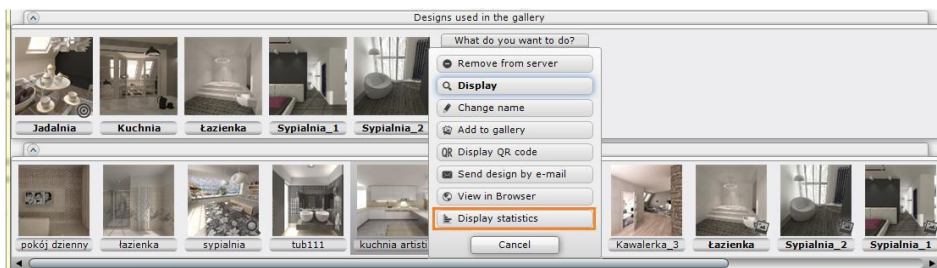 Designs used in the gallery
What do you want to do?
Remove from server
Display
Change name
Add to gallery
QR Display QR code
Send design by e-mail
View in Browser
Display statistics
Cancel
Jadalnia
Kuchnia
Łazienka
Sypialnia_1
Sypialnia_2
pokój dzienny
łazienka
sypialnia
tub111
kuchnia artisti
Kawalerka_3
Łazienka
Sypialnia_2
Sypialnia_1